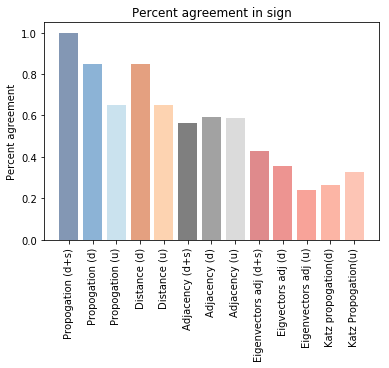 Percent agreement in sign
Percent agreement
1.0
0.8
0.6
0.4
0.2
0.0
Propogation (d+s)
Propogation (d)
Propogation (u)
Distance (d)
Distance (u)
Adjacency (d+s)
Adjacency (d)
Adjacency (u)
Eigenvectors adj (d+s)
Eigvectors adj (d)
Eigenvectors adj (u)
Katz propogation(d)
Katz Propogation(u)